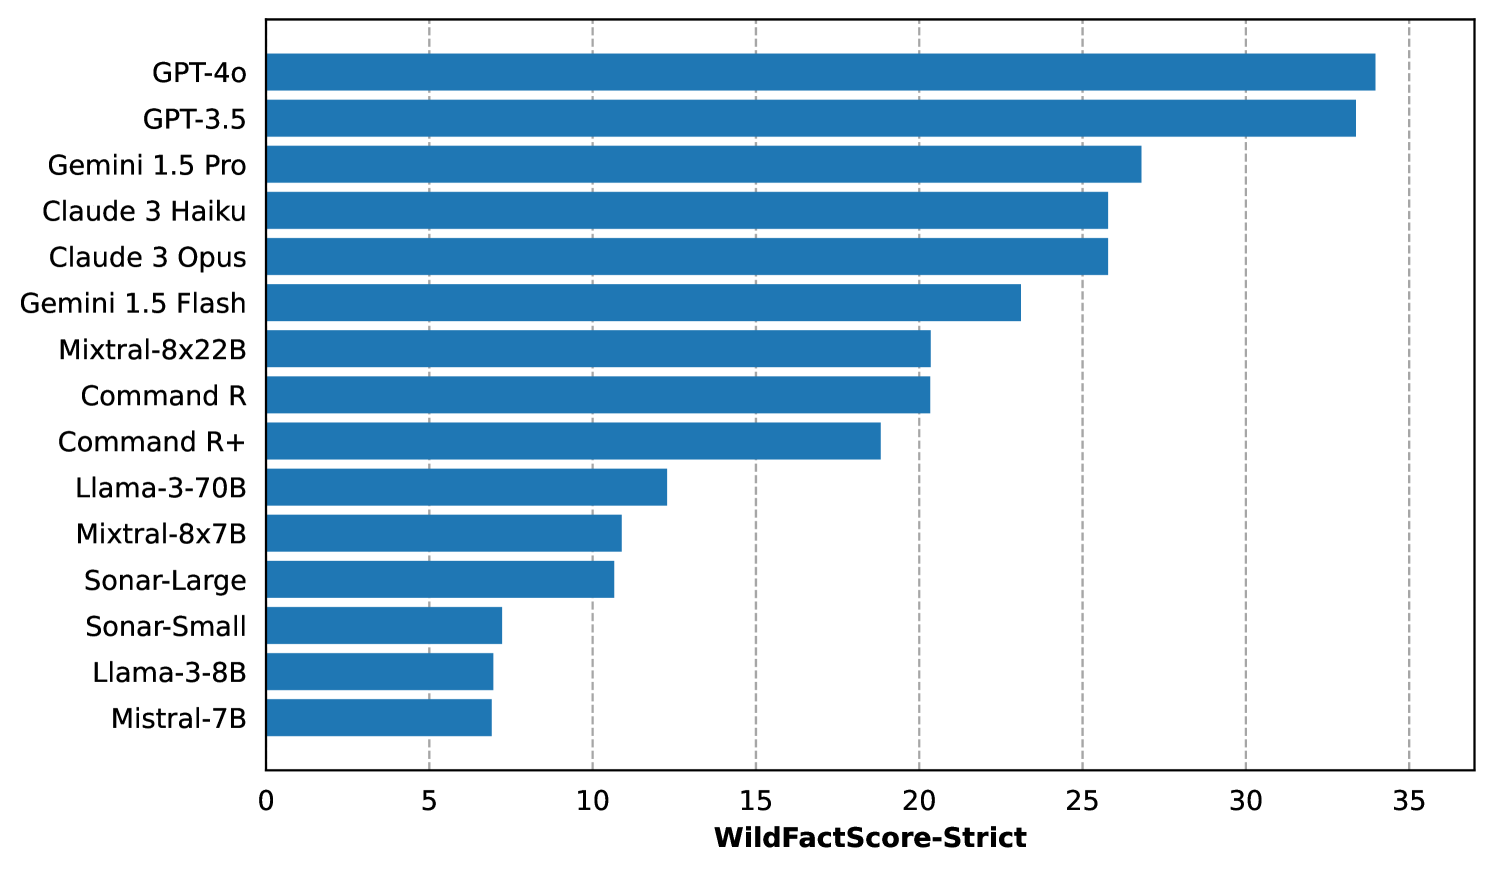 GPT-4o
GPT-3.5
Gemini 1.5 Pro
Claude 3 Haiku
Claude 3 Opus
Gemini 1.5 Flash
Mixtral-8x22B
Command R
Command R+
Llama-3-70B
Mixtral-8x7B
Sonar-Large
Sonar-Small
Llama-3-8B
Mistral-7B
0 5 10 15 20 25 30 35
WildFactScore-Strict